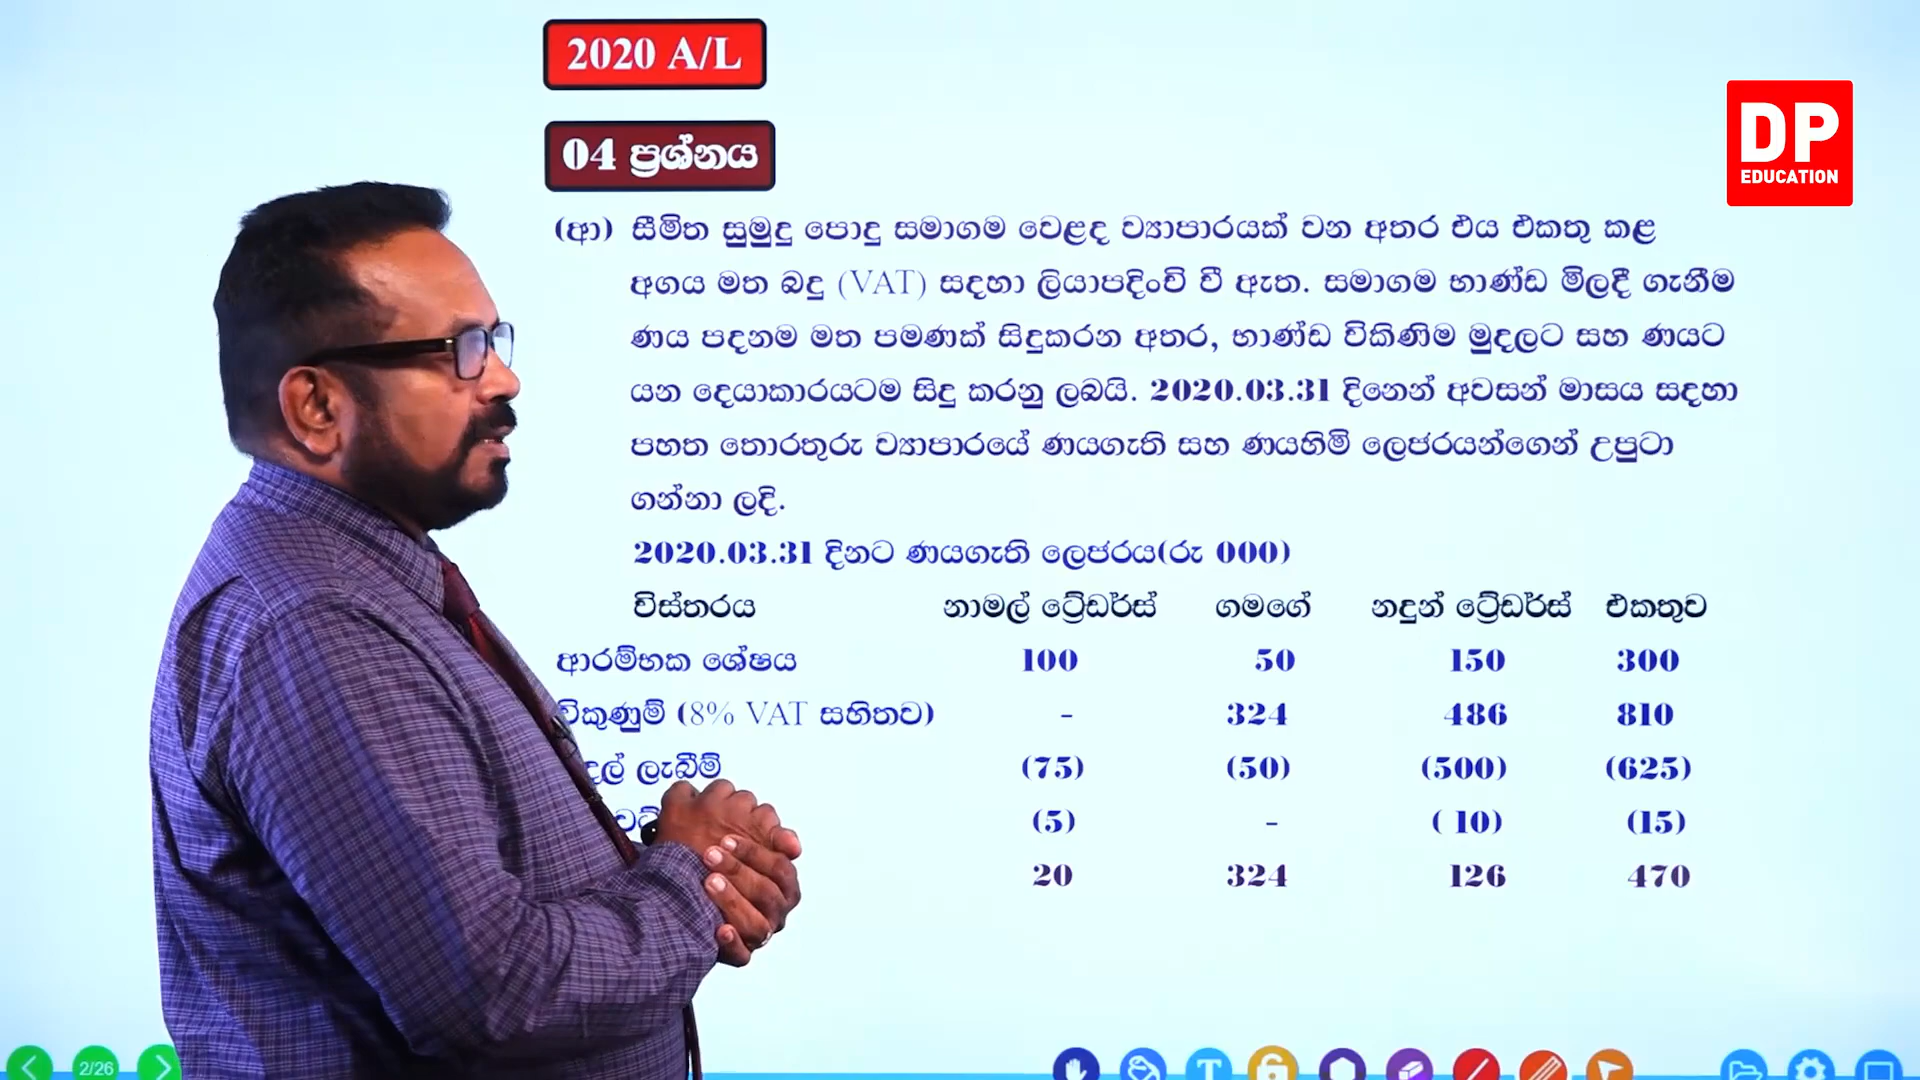 2020 A/L
DP
EDUCATION
04 ප්‍රශ්නය
(ආ) සීමිත සුමුදු පොදු සමාගම වෙළද ව්‍යාපාරයක් වන අතර එය එකතු කළ
අගය මත බදු (VAT) සදහා ලියාපදිංචි වී ඇත. සමාගම භාණ්ඩ මිලදී ගැනීම
ණය පදනම මත පමණක් සිදුකරන අතර, භාණ්ඩ විකිණිම මුදලට සහ ණයට
යන දෙයාකාරයටම සිදු කරනු ලබයි. 2020.03.31 දිනෙන් අවසන් මාසය සදහා
පහත තොරතුරු ව්‍යාපාරයේ ණයගැති සහ ණයහිමි ලෙජරයන්ගෙන් උපුටා
ගන්නා ලදි.
2020.03.31 දිනට ණයගැති ලෙජරය(රු 000)
විස්තරය නාමල් ට්‍රේඩර්ස් ගමගේ නදුන් ට්‍රේඩර්ස් එකතුව
ආරම්භක ශේෂය 100 50 150 300
විකුණුම් (8% VAT සහිතව) - 324 486 810
ලැබීම් (75) (50) (500) (625)
(5) - ( 10) (15)
20 324 126 470
2/26